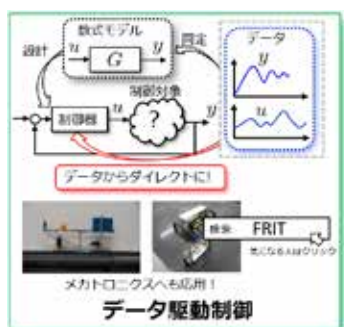 数式モデル
u G y
設計
同定
データ
y
u
制御対象
制御器
u
?
y
データからダイレクトに!
検索 FRIT
気になる人はクリック
メカトロニクスへも応用！
データ駆動制御